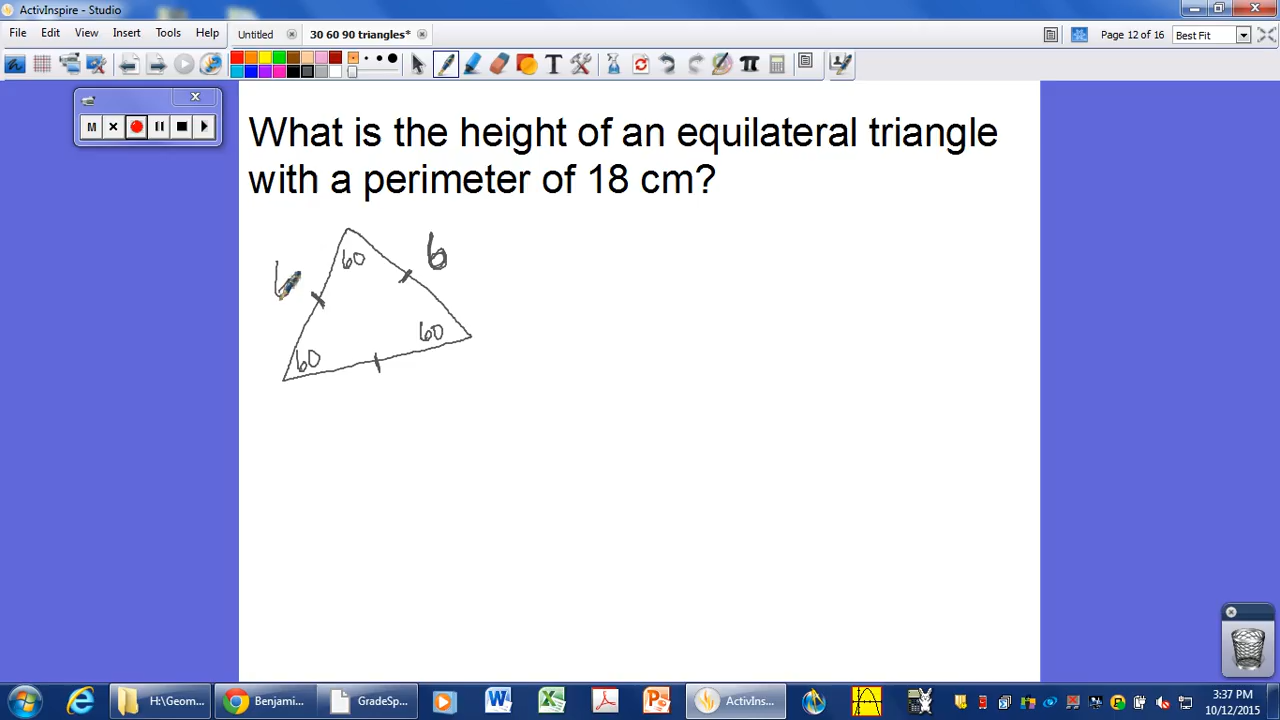 ActivInspire - Studio
File Edit View Insert Tools Help
Untitled
30 60 90 triangles*
Page 12 of 16
Best Fit
M
What is the height of an equilateral triangle
with a perimeter of 18 cm?
60
6
6
60
60
H:\Geom...
Benjami...
GradeSp...
ActivIns...
3:37 PM
10/12/2015